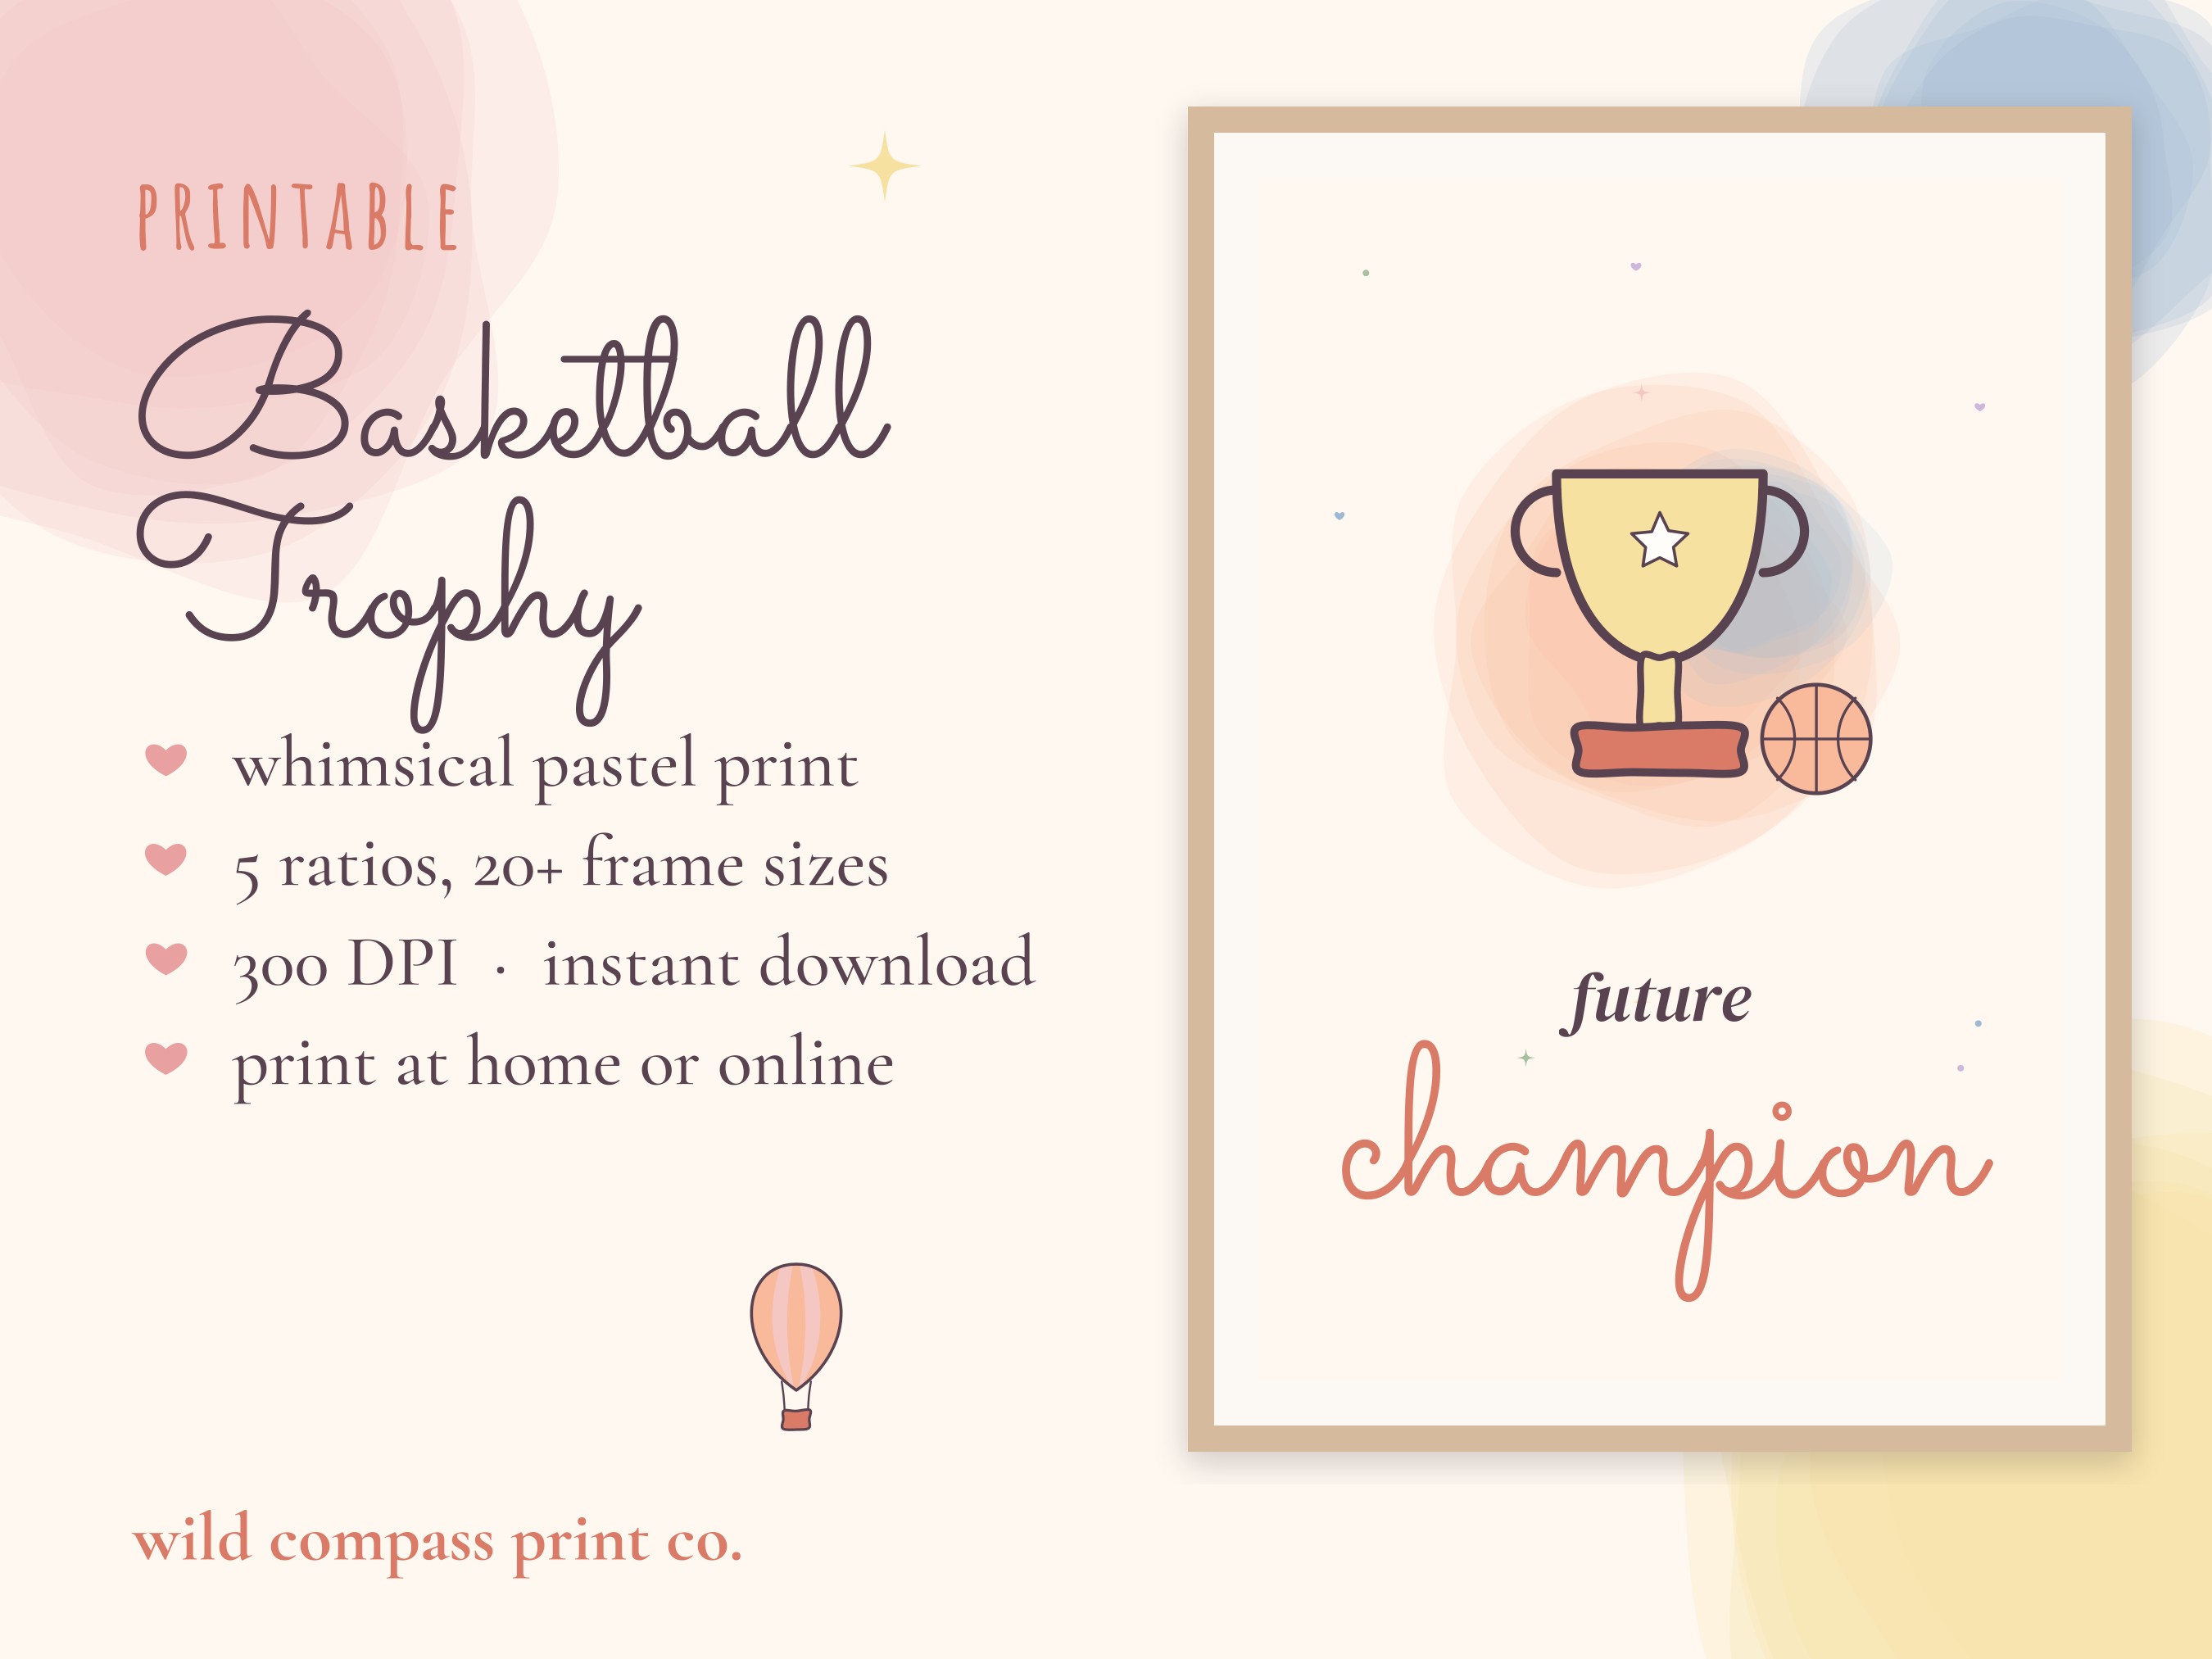 PRINTABLE
Basketball
Trophy
whimsical pastel print
5 ratios, 20+ frame sizes
300 DPI · instant download
print at home or online
wild compass print co.
future
champion